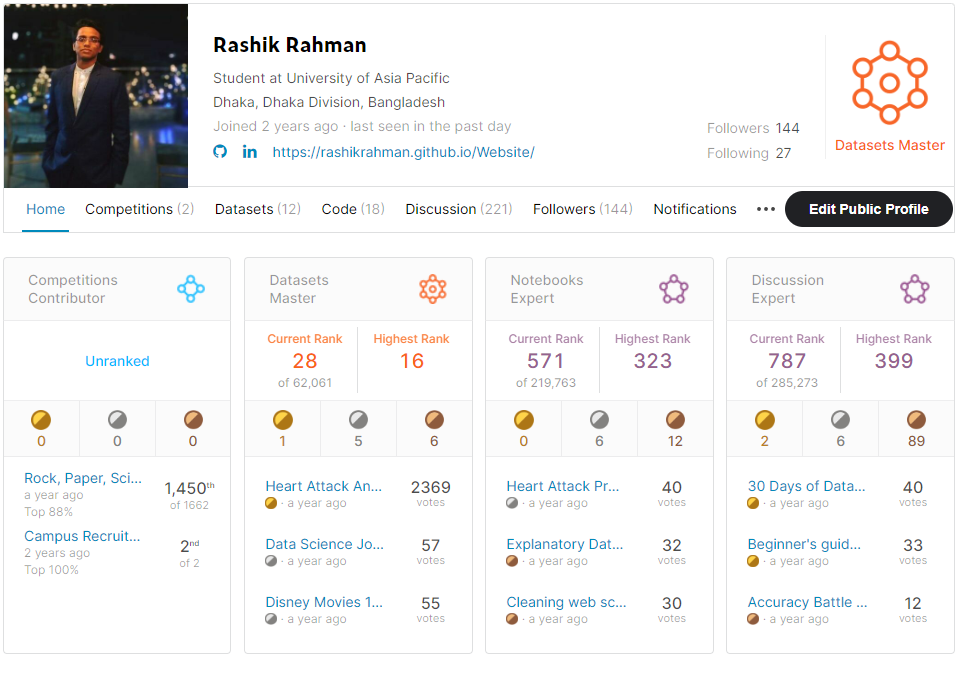 Rashik Rahman
Student at University of Asia Pacific
Dhaka, Dhaka Division, Bangladesh
Joined 2 years ago · last seen in the past day
in https://rashikrahman.github.io/Website/
Followers 144
Following 27
Datasets Master
Home Competitions (2) Datasets (12) Code (18) Discussion (221) Followers (144) Notifications ••• Edit Public Profile
Competitions
Contributor
Unranked
0 0 0
Rock, Paper, Sci... 1,450th
a year ago of 1662
Top 88%
Campus Recruit... 2nd
2 years ago of 2
Top 100%
Datasets
Master
Current Rank Highest Rank
28 16
of 62,061
1 5 6
Heart Attack An... 2369
· a year ago votes
Data Science Jo... 57
· a year ago votes
Disney Movies 1... 55
· a year ago votes
Notebooks
Expert
Current Rank Highest Rank
571 323
of 219,763
0 6 12
Heart Attack Pr... 40
· a year ago votes
Explanatory Dat... 32
· a year ago votes
Cleaning web sc... 30
· a year ago votes
Discussion
Expert
Current Rank Highest Rank
787 399
of 285,273
2 6 89
30 Days of Data... 40
· a year ago votes
Beginner's guid... 33
· a year ago votes
Accuracy Battle ... 12
· a year ago votes